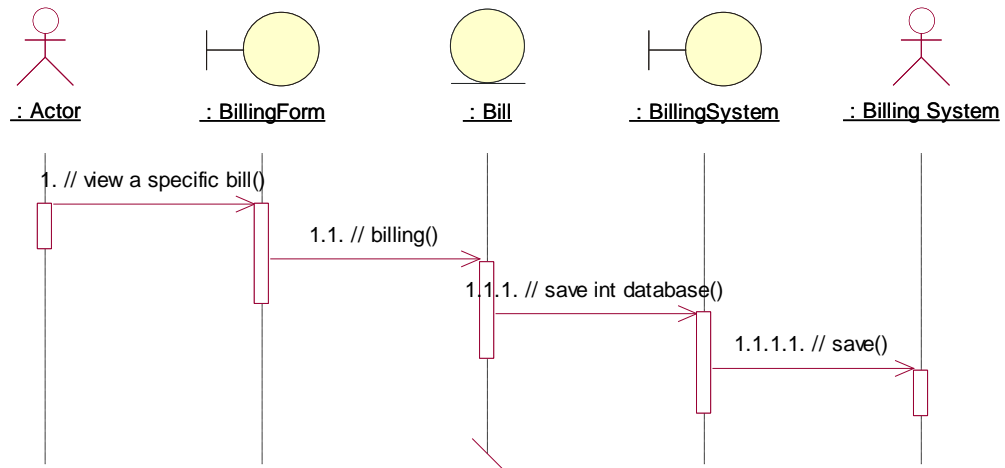 : Actor
: BillingForm
: Bill
: BillingSystem
: Billing System
1. // view a specific bill()
1.1. // billing()
1.1.1. // save int database()
1.1.1.1. // save()